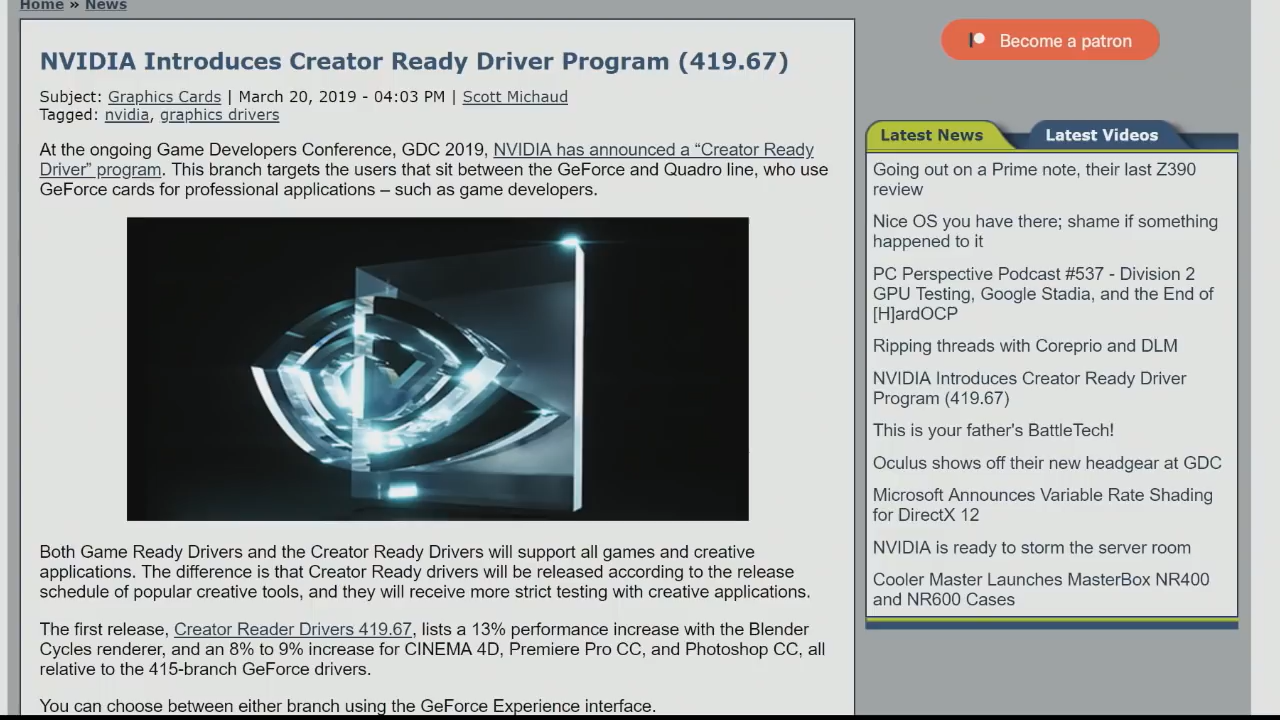 Home » News
NVIDIA Introduces Creator Ready Driver Program (419.67)
Subject: Graphics Cards | March 20, 2019 - 04:03 PM | Scott Michaud
Tagged: nvidia, graphics drivers
At the ongoing Game Developers Conference, GDC 2019, NVIDIA has announced a “Creator Ready
Driver” program. This branch targets the users that sit between the GeForce and Quadro line, who use
GeForce cards for professional applications – such as game developers.
Both Game Ready Drivers and the Creator Ready Drivers will support all games and creative
applications. The difference is that Creator Ready drivers will be released according to the release
schedule of popular creative tools, and they will receive more strict testing with creative applications.
The first release, Creator Reader Drivers 419.67, lists a 13% performance increase with the Blender
Cycles renderer, and an 8% to 9% increase for CINEMA 4D, Premiere Pro CC, and Photoshop CC, all
relative to the 415-branch GeForce drivers.
You can choose between either branch using the GeForce Experience interface.
Become a patron
Latest News
Latest Videos
Going out on a Prime note, their last Z390
review
Nice OS you have there; shame if something
happened to it
PC Perspective Podcast #537 - Division 2
GPU Testing, Google Stadia, and the End of
[H]ardOCP
Ripping threads with Coreprio and DLM
NVIDIA Introduces Creator Ready Driver
Program (419.67)
This is your father's BattleTech!
Oculus shows off their new headgear at GDC
Microsoft Announces Variable Rate Shading
for DirectX 12
NVIDIA is ready to storm the server room
Cooler Master Launches MasterBox NR400
and NR600 Cases